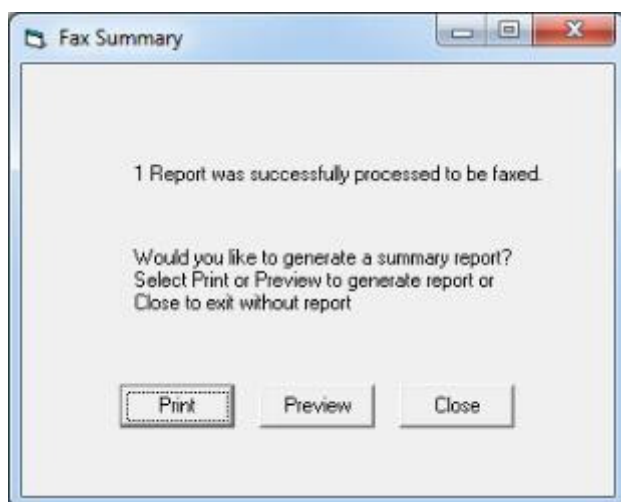 Fax Summary
1 Report was successfully processed to be faxed.
Would you like to generate a summary report?
Select Print or Preview to generate report or
Close to exit without report
Print Preview Close